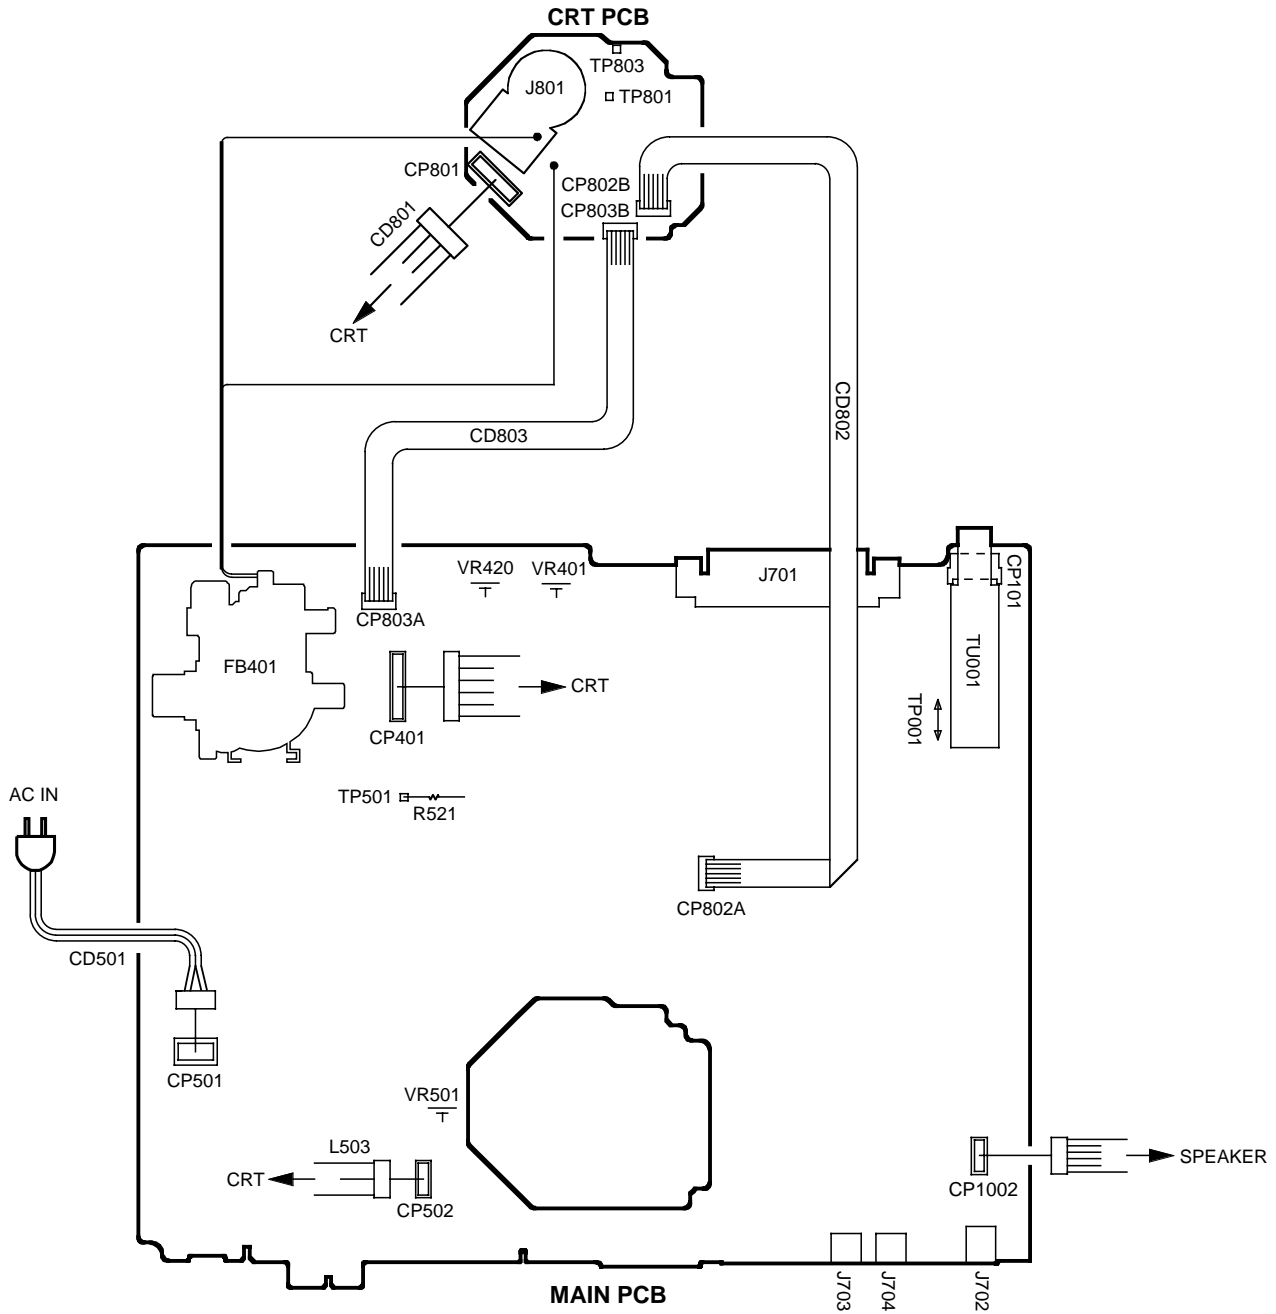 CRT PCB
TP803
J801
TP801
CP801
CP802B
CP803B
CD801
CRT
CD802
CD803
VR420
VR401
J701
CP101
CP803A
TU001
FB401
CRT
TP001
CP401
AC IN
TP501
R521
CP802A
CD501
CP501
VR501
L503
CRT
CP502
SPEAKER
CP1002
J703
J704
J702
MAIN PCB